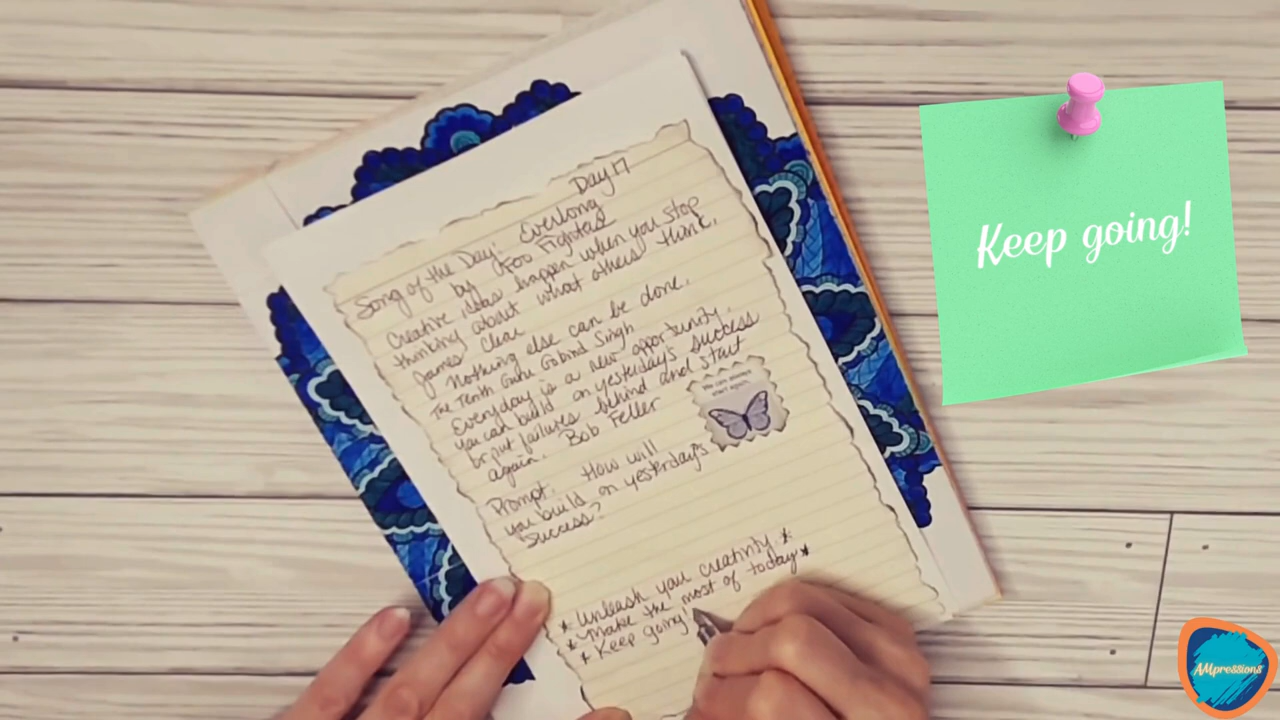 Day 17
Song of the Day: Everlong
by Foo Fighters
Creative ideas happen when you stop
thinking about what others think.
James Clear
Nothing else can be done.
The Tenth Guru Gobind Singh
Everyday is a new opportunity.
You can build on yesterday's success
or put failures behind and start
again. Bob Feller
We can always
start again.
Prompt: How will
you build on yesterday's
success?
* Unleash your creativity *
* Make the most of today *
* Keep going!
Keep going!
AMpressions